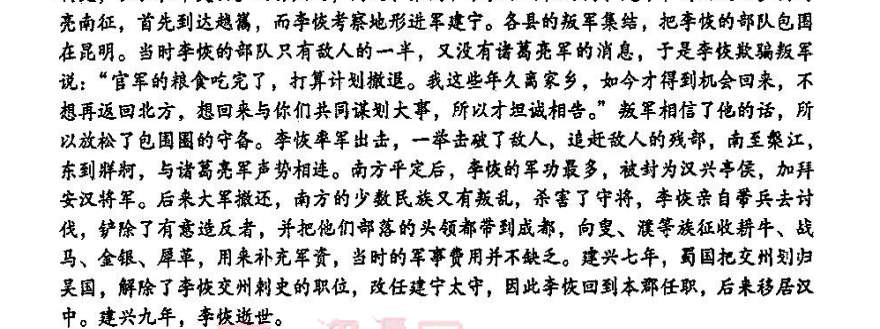 亮南征，首先到达越嶲，而李恢考察地形进军建宁。各县的叛军集结，把李恢的部队包围
在昆明。当时李恢的部队只有敌人的一半，又没有诸葛亮军的消息，于是李恢欺骗叛军
说：“官军的粮食吃完了，打算计划撤退。我这些年久离家乡，如今才得到机会回来，不
想再返回北方，想回来与你们共同谋划大事，所以才坦诚相告。”叛军相信了他的话，所
以放松了包围圈的守备。李恢率军出击，一举击破了敌人，追赶敌人的残部，南至槃江，
东到牂牁，与诸葛亮军声势相连。南方平定后，李恢的军功最多，被封为汉兴亭侯，加拜
安汉将军。后来大军撤还，南方的少数民族又有叛乱，杀害了守将，李恢亲自带兵去讨
伐，铲除了有意造反者，并把他们部落的头领都带到成都，向叟、濮等族征收耕牛、战
马、金银、犀革，用来补充军资，当时的军事费用并不缺乏。建兴七年，蜀国把交州划归
吴国，解除了李恢交州刺史的职位，改任建宁太守，因此李恢回到本郡任职，后来移居汉
中。建兴九年，李恢逝世。